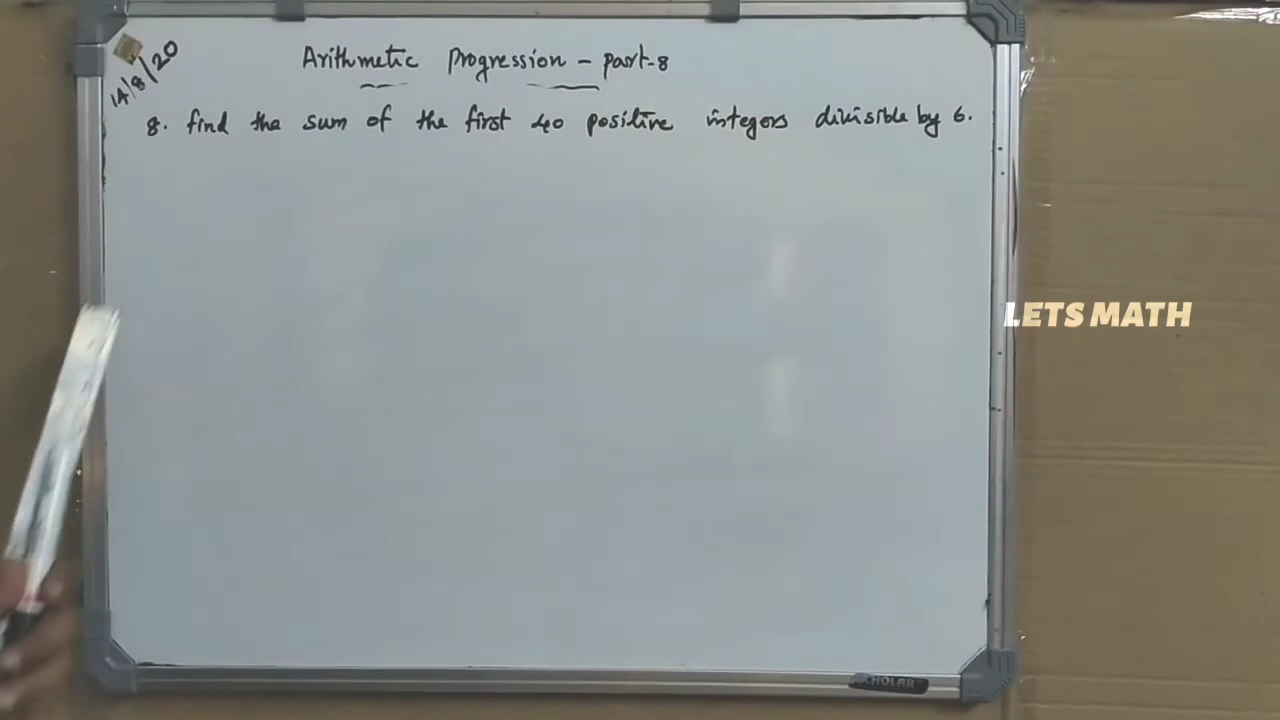 14/8/20
Arithmetic progression - part-8
8. find the sum of the first 40 positive integers divisible by 6.
LETS MATH
SCHOLAR